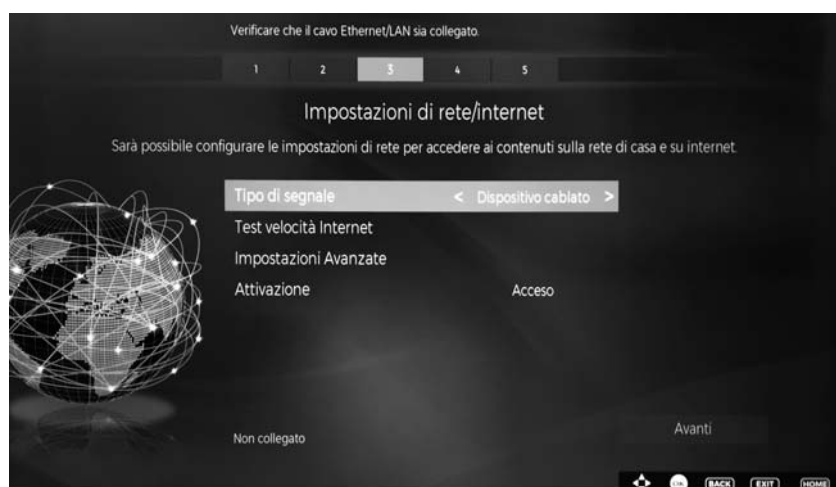 Verificare che il cavo Ethernet/LAN sia collegato.
1 2 3 4 5
Impostazioni di rete/internet
Sarà possibile configurare le impostazioni di rete per accedere ai contenuti sulla rete di casa e su internet.
Tipo di segnale < Dispositivo cablato >
Test velocità Internet
Impostazioni Avanzate
Attivazione Acceso
Non collegato
Avanti
OK BACK EXIT HOME